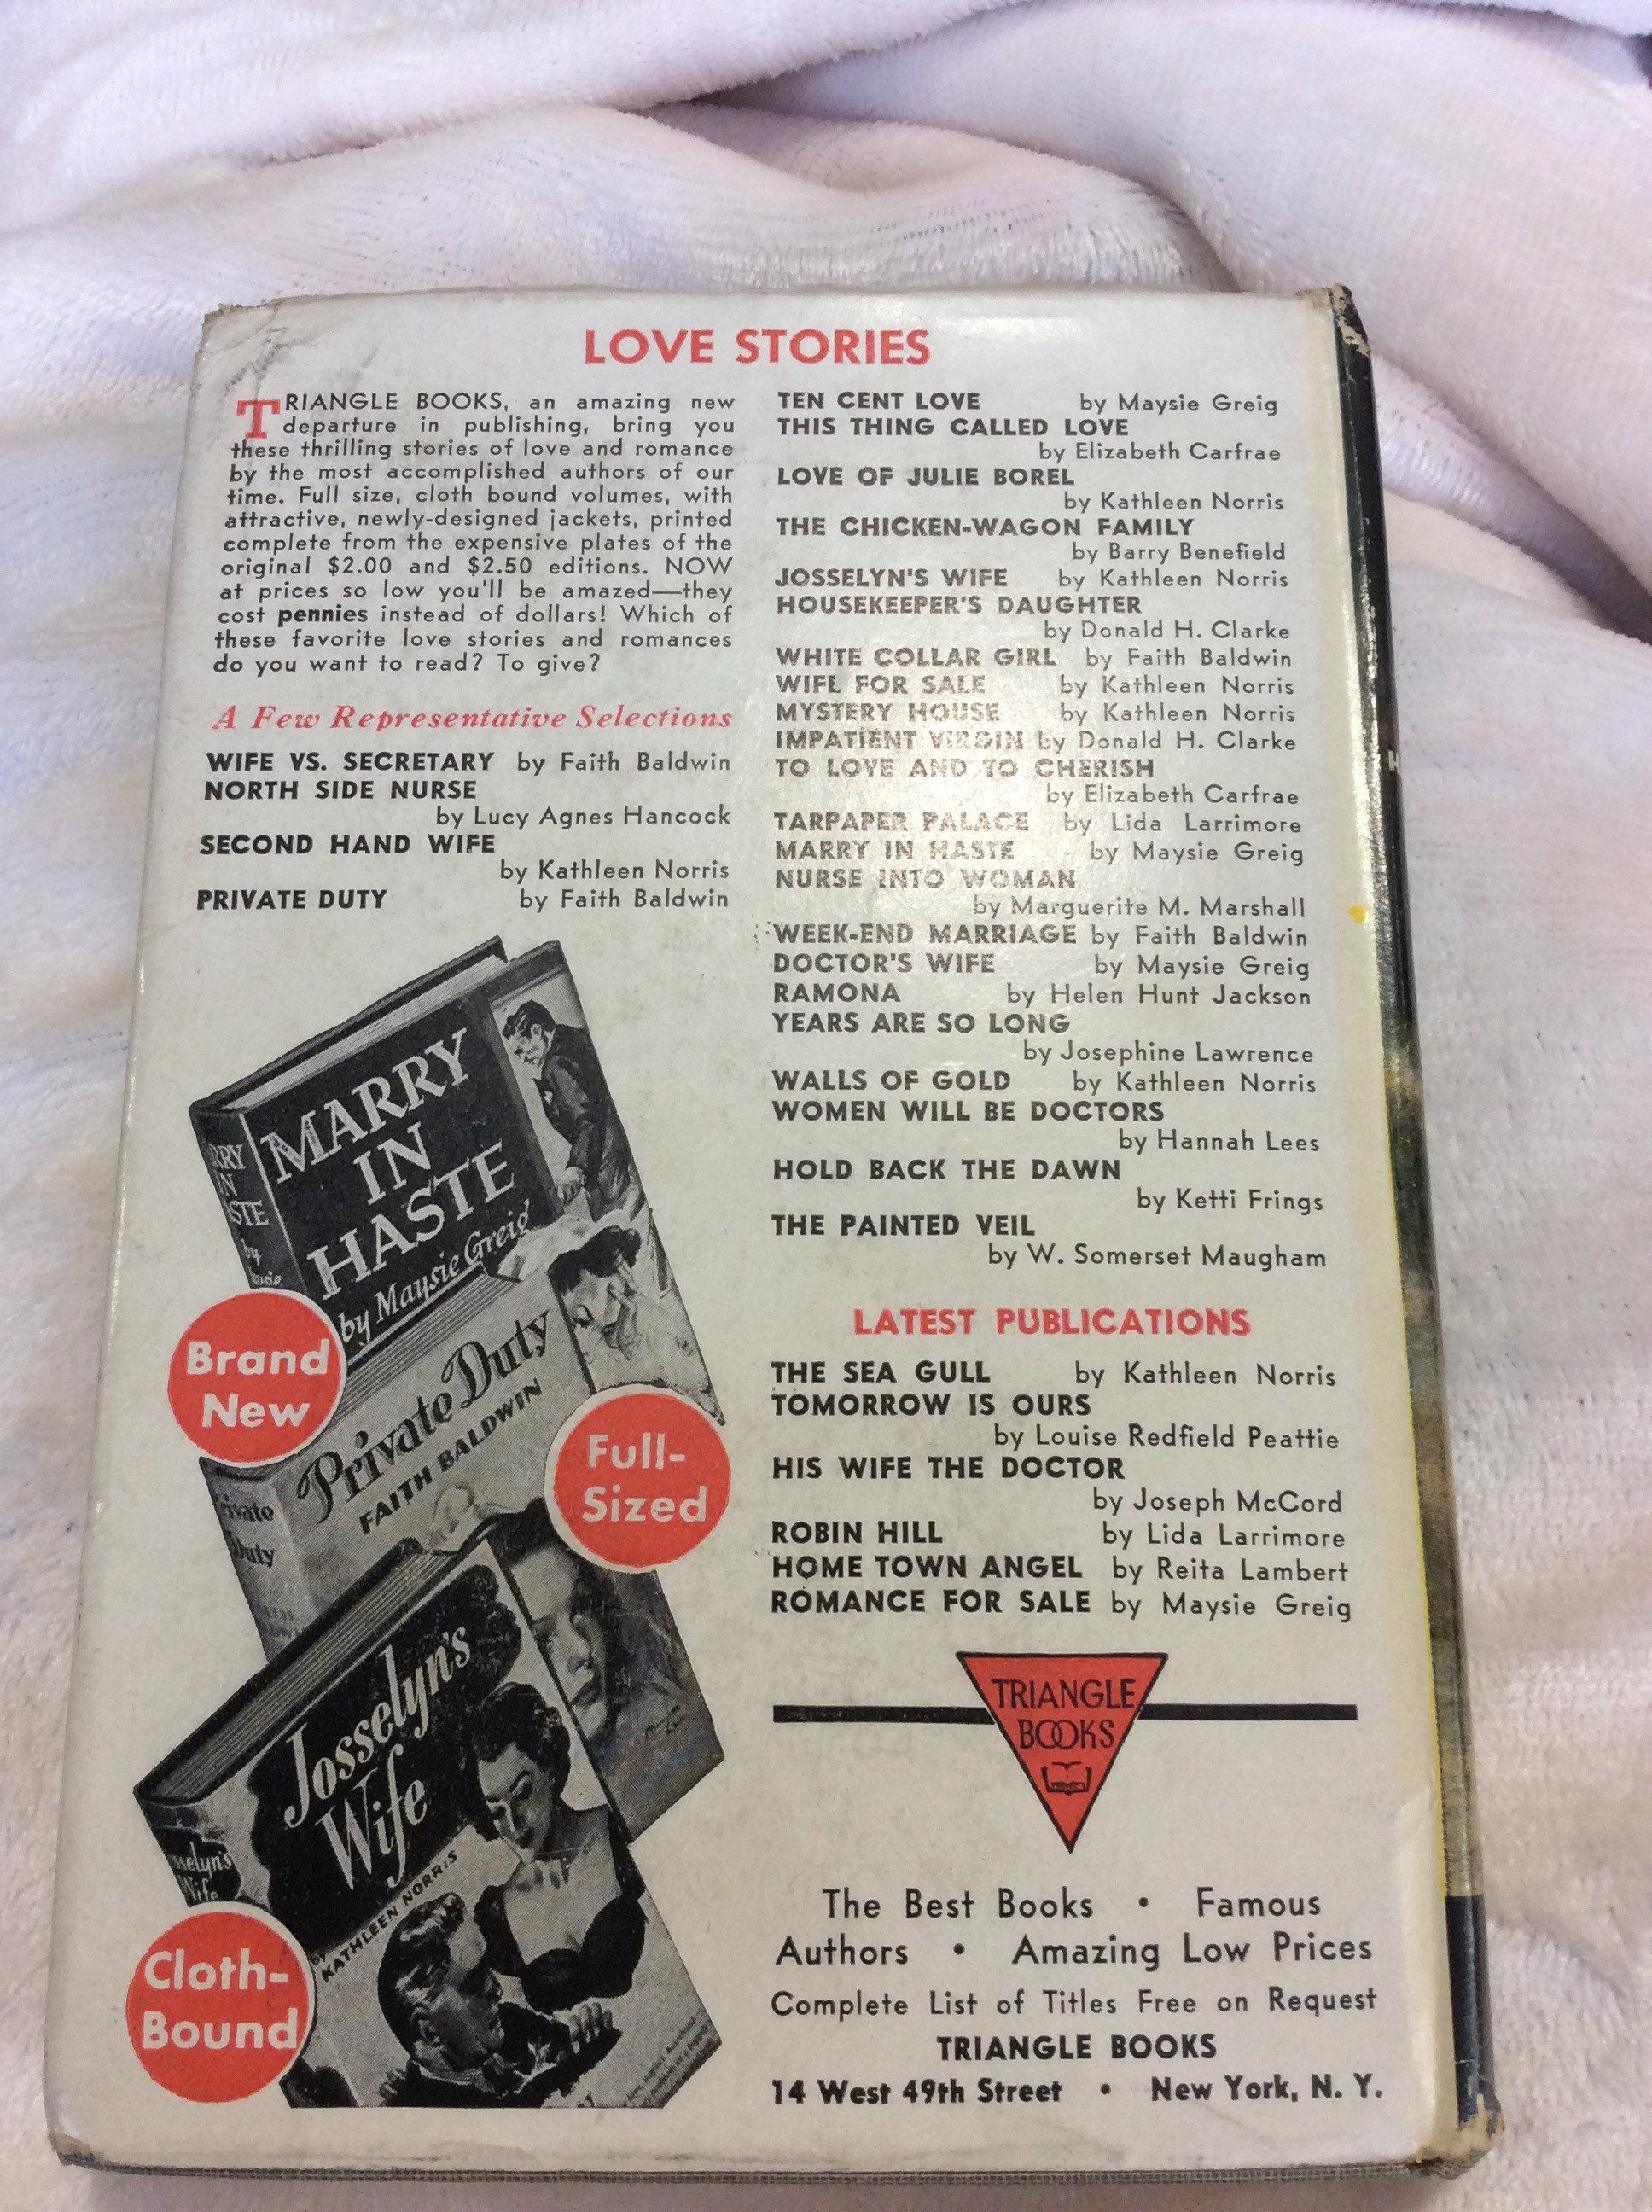 LOVE STORIES
TRIANGLE BOOKS, an amazing new
departure in publishing, bring you
these thrilling stories of love and romance
by the most accomplished authors of our
time. Full size, cloth bound volumes, with
attractive, newly-designed jackets, printed
complete from the expensive plates of the
original $2.00 and $2.50 editions. NOW
at prices so low you'll be amazed—they
cost pennies instead of dollars! Which of
these favorite love stories and romances
do you want to read? To give?
A Few Representative Selections
WIFE VS. SECRETARY by Faith Baldwin
NORTH SIDE NURSE
by Lucy Agnes Hancock
SECOND HAND WIFE
by Kathleen Norris
PRIVATE DUTY by Faith Baldwin
MARRY
IN
HASTE
by Maysie Greig
Brand
New
Private Duty
FAITH BALDWIN
Full-
Sized
Private
Duty
Josselyn's
Wife
by
KATHLEEN NORRIS
Cloth-
Bound
TEN CENT LOVE by Maysie Greig
THIS THING CALLED LOVE
by Elizabeth Carfrae
LOVE OF JULIE BOREL
by Kathleen Norris
THE CHICKEN-WAGON FAMILY
by Barry Benefield
JOSSELYN'S WIFE by Kathleen Norris
HOUSEKEEPER'S DAUGHTER
by Donald H. Clarke
WHITE COLLAR GIRL by Faith Baldwin
WIFE FOR SALE by Kathleen Norris
MYSTERY HOUSE by Kathleen Norris
IMPATIENT VIRGIN by Donald H. Clarke
TO LOVE AND TO CHERISH
by Elizabeth Carfrae
TARPAPER PALACE by Lida Larrimore
MARRY IN HASTE by Maysie Greig
NURSE INTO WOMAN
by Marguerite M. Marshall
WEEK-END MARRIAGE by Faith Baldwin
DOCTOR'S WIFE by Maysie Greig
RAMONA by Helen Hunt Jackson
YEARS ARE SO LONG
by Josephine Lawrence
WALLS OF GOLD by Kathleen Norris
WOMEN WILL BE DOCTORS
by Hannah Lees
HOLD BACK THE DAWN
by Ketti Frings
THE PAINTED VEIL
by W. Somerset Maugham
LATEST PUBLICATIONS
THE SEA GULL by Kathleen Norris
TOMORROW IS OURS
by Louise Redfield Peattie
HIS WIFE THE DOCTOR
by Joseph McCord
ROBIN HILL by Lida Larrimore
HOME TOWN ANGEL by Reita Lambert
ROMANCE FOR SALE by Maysie Greig
TRIANGLE
BOOKS
The Best Books • Famous
Authors • Amazing Low Prices
Complete List of Titles Free on Request
TRIANGLE BOOKS
14 West 49th Street • New York, N. Y.